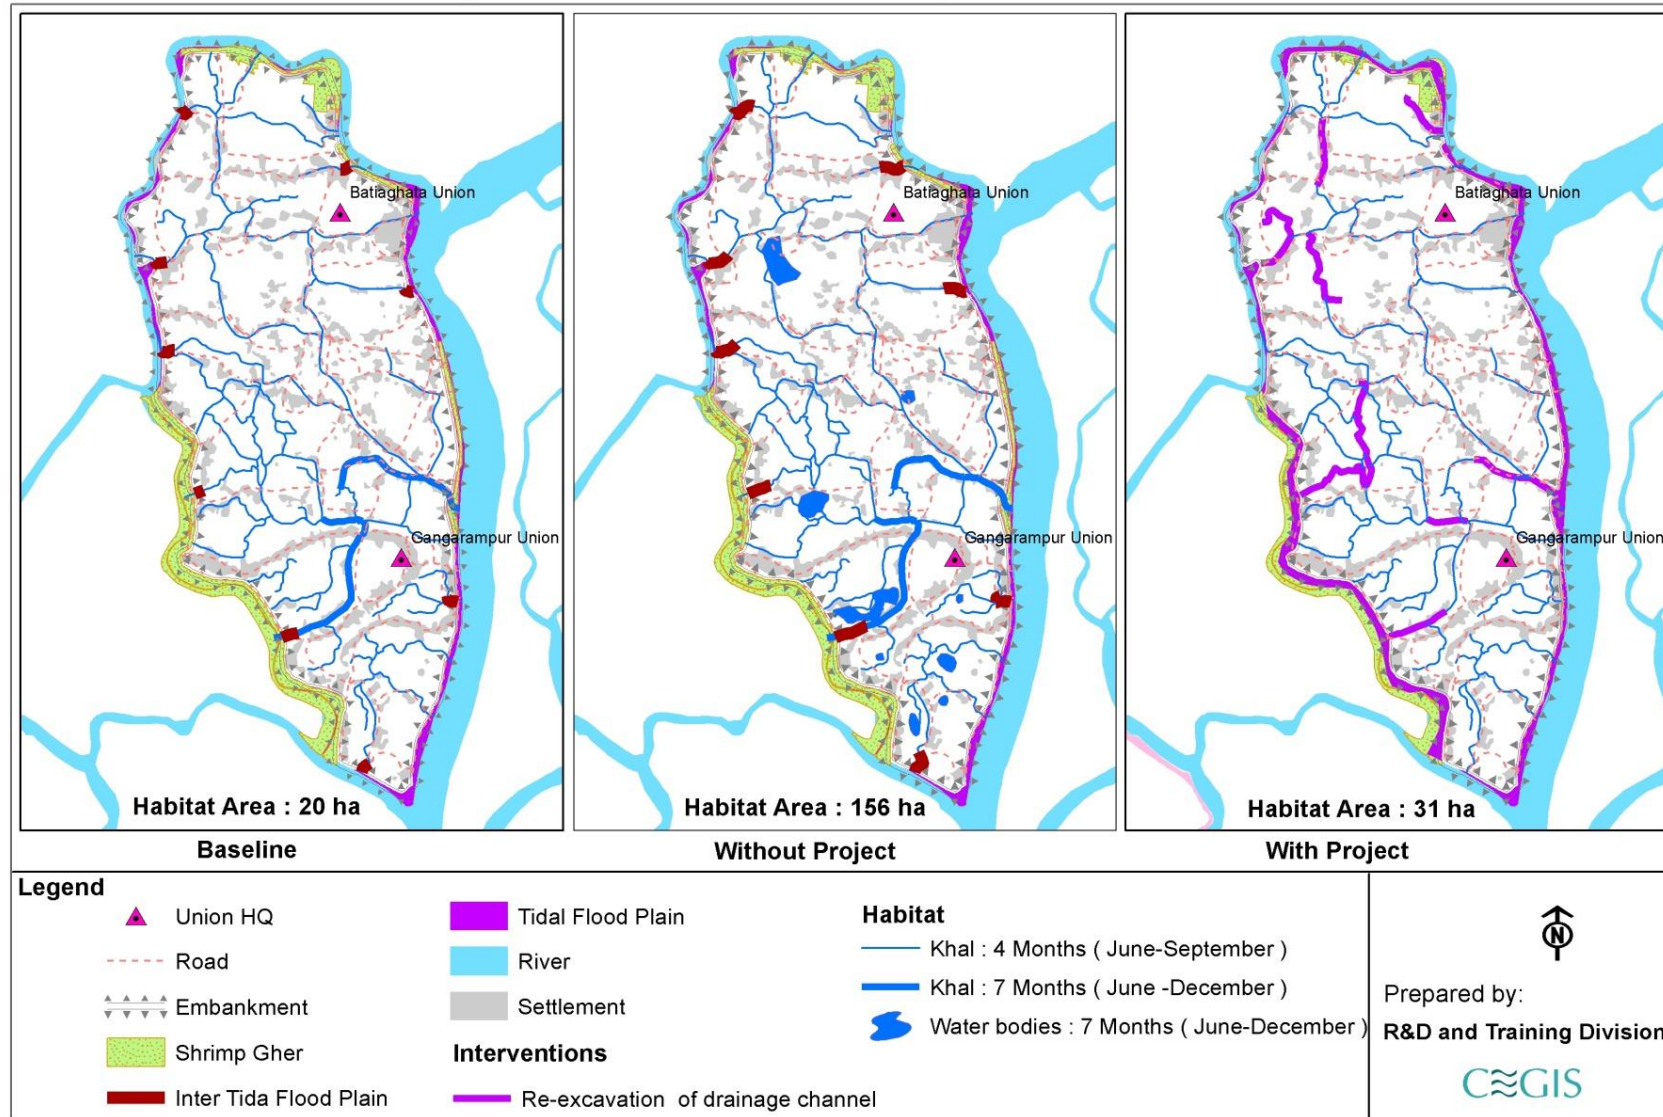 Batiaghata Union
Gangarampur Union
Habitat Area : 20 ha
Baseline
Batiaghata Union
Gangarampur Union
Habitat Area : 156 ha
Without Project
Batiaghata Union
Gangarampur Union
Habitat Area : 31 ha
With Project
Legend
Union HQ
Road
Embankment
Shrimp Gher
Inter Tida Flood Plain
Tidal Flood Plain
River
Settlement
Interventions
Re-excavation of drainage channel
Habitat
Khal : 4 Months ( June-September )
Khal : 7 Months ( June -December )
Water bodies : 7 Months ( June-December )
N
Prepared by:
R&D and Training Division
CEGIS